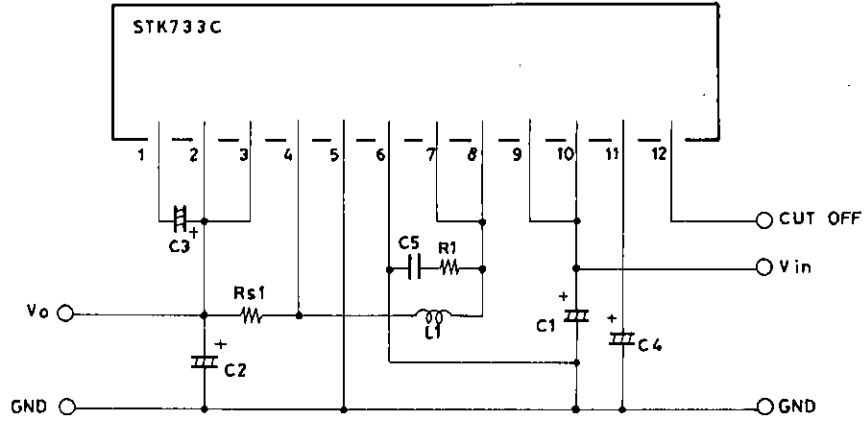 STK733C
1 2 3 4 5 6 7 8 9 10 11 12
CUT OFF
C3 +
C5 R1
Vin
Rs1
Vo
L1
+ C1
+ C4
+ C2
GND
GND